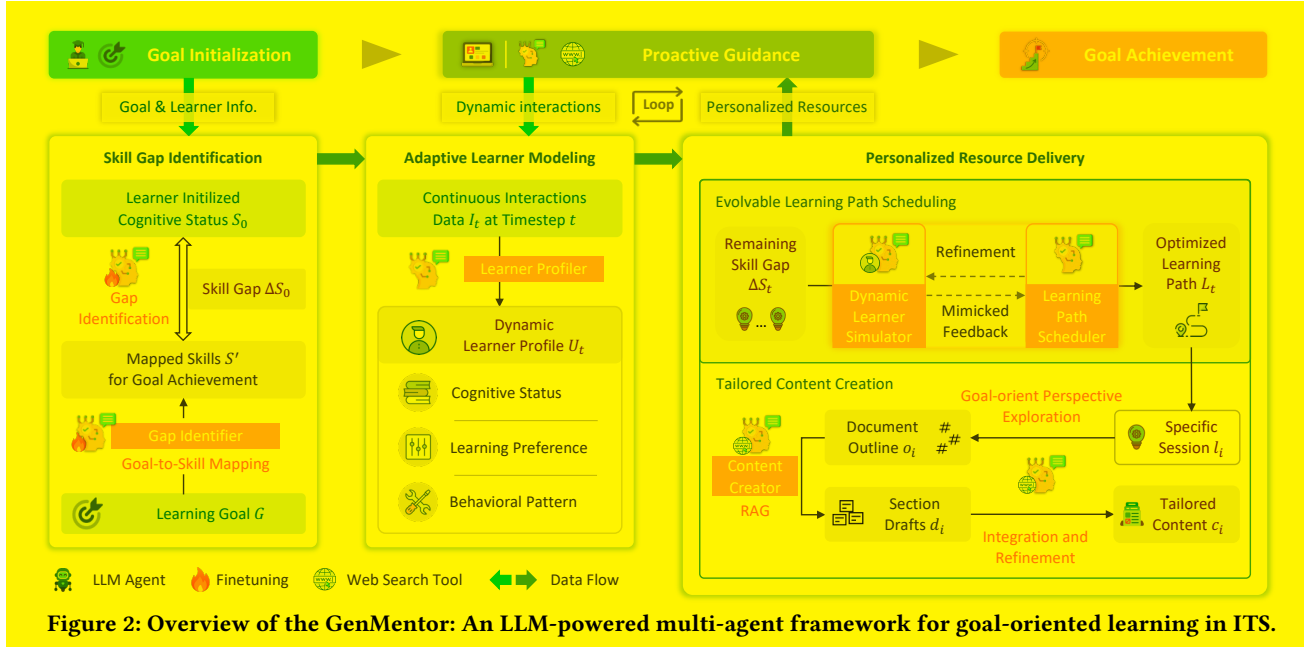 Goal Initialization
Proactive Guidance
Goal Achievement
Goal & Learner Info.
Dynamic interactions
Loop
Personalized Resources
Skill Gap Identification
Learner Initilized
Cognitive Status S₀
Skill Gap ΔS₀
Gap
Identification
Mapped Skills S′
for Goal Achievement
Gap Identifier
Goal-to-Skill Mapping
Learning Goal G
Adaptive Learner Modeling
Continuous Interactions
Data Iₜ at Timestep t
Learner Profiler
Dynamic
Learner Profile Uₜ
Cognitive Status
Learning Preference
Behavioral Pattern
Personalized Resource Delivery
Evolvable Learning Path Scheduling
Remaining
Skill Gap
ΔSₜ
...
Dynamic
Learner
Simulator
Refinement
Mimicked
Feedback
Learning
Path
Scheduler
Optimized
Learning
Path Lₜ
Tailored Content Creation
Goal-orient Perspective
Exploration
Document
Outline oᵢ
#
##
Specific
Session lᵢ
Content
Creator
RAG
Section
Drafts dᵢ
Integration and
Refinement
Tailored
Content cᵢ
LLM Agent
Finetuning
Web Search Tool
Data Flow
Figure 2: Overview of the GenMentor: An LLM-powered multi-agent framework for goal-oriented learning in ITS.